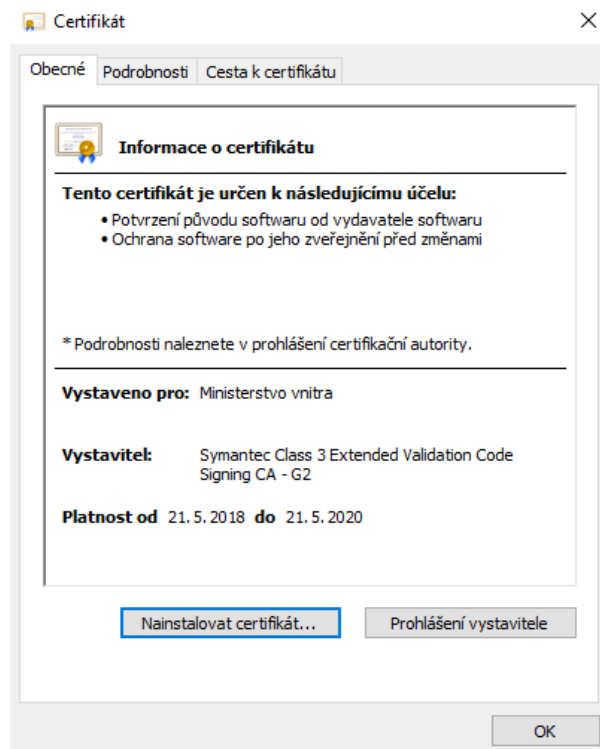 Certifikát
Obecné Podrobnosti Cesta k certifikátu
Informace o certifikátu
Tento certifikát je určen k následujícímu účelu:
• Potvrzení původu softwaru od vydavatele softwaru
• Ochrana software po jeho zveřejnění před změnami
* Podrobnosti naleznete v prohlášení certifikační autority.
Vystaveno pro: Ministerstvo vnitra
Vystavitel: Symantec Class 3 Extended Validation Code
Signing CA - G2
Platnost od 21.5.2018 do 21.5.2020
Nainstalovat certifikát... Prohlášení vystavitele
OK